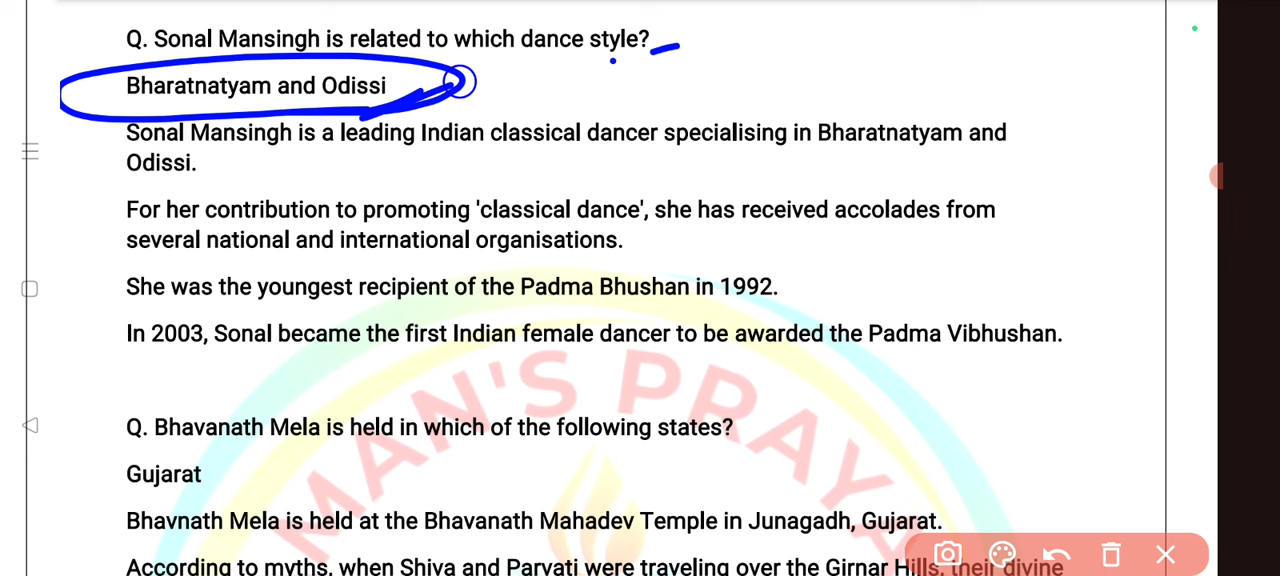 Q. Sonal Mansingh is related to which dance style?
Bharatnatyam and Odissi
Sonal Mansingh is a leading Indian classical dancer specialising in Bharatnatyam and
Odissi.
For her contribution to promoting 'classical dance', she has received accolades from
several national and international organisations.
She was the youngest recipient of the Padma Bhushan in 1992.
In 2003, Sonal became the first Indian female dancer to be awarded the Padma Vibhushan.
MAN'S PRAYA
Q. Bhavanath Mela is held in which of the following states?
Gujarat
Bhavnath Mela is held at the Bhavanath Mahadev Temple in Junagadh, Gujarat.
According to myths, when Shiva and Parvati were traveling over the Girnar Hills, their divine